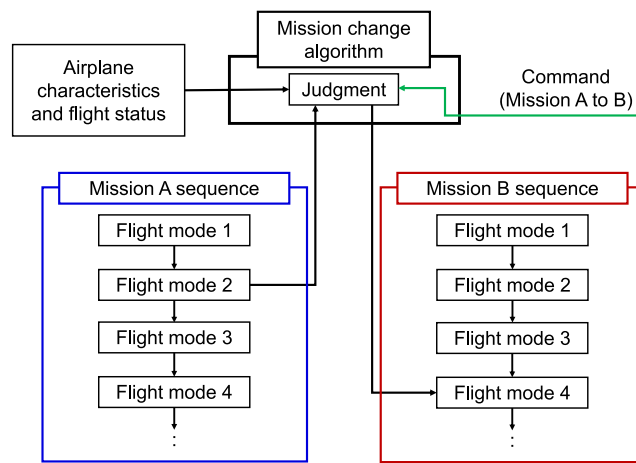 Mission change
algorithm
Airplane
characteristics
and flight status
Judgment
Command
(Mission A to B)
Mission A sequence
Flight mode 1
Flight mode 2
Flight mode 3
Flight mode 4
:
Mission B sequence
Flight mode 1
Flight mode 2
Flight mode 3
Flight mode 4
: